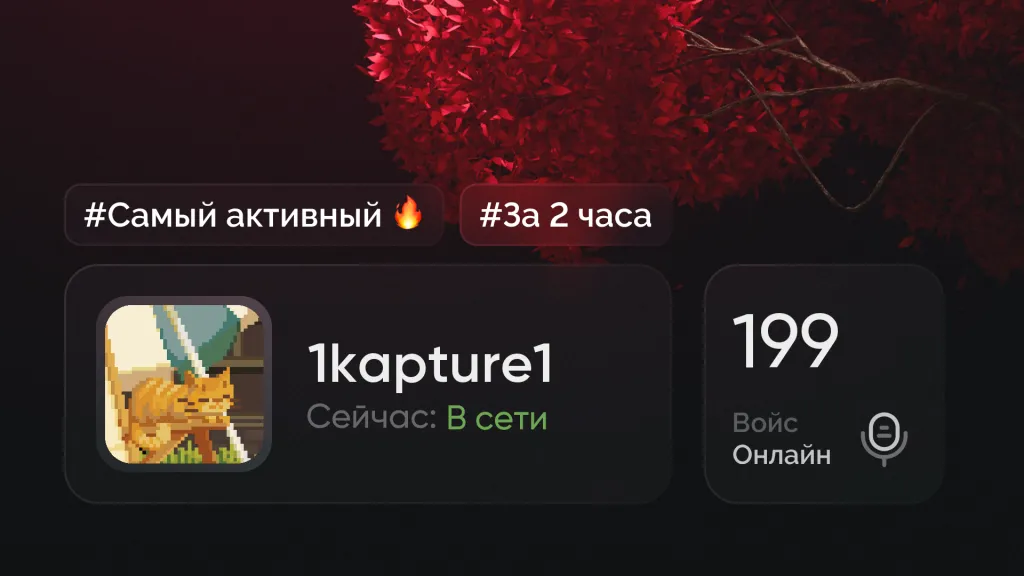 #Самый активный 🔥 #За 2 часа
1kapture1
Сейчас: В сети
199
Войс
Онлайн